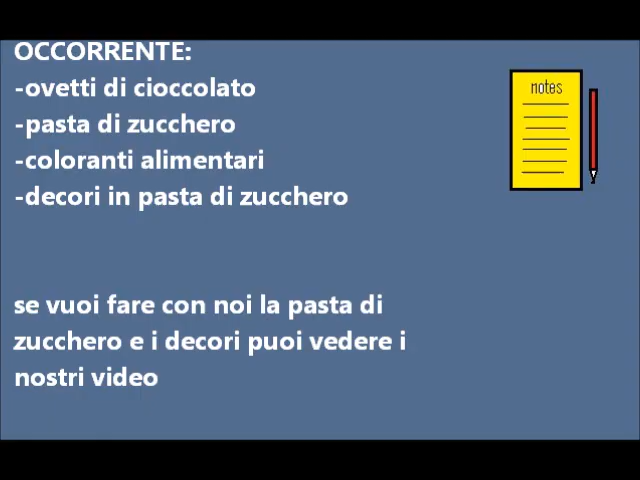 OCCORRENTE:
-ovetti di cioccolato
-pasta di zucchero
-coloranti alimentari
-decori in pasta di zucchero
notes
se vuoi fare con noi la pasta di
zucchero e i decori puoi vedere i
nostri video